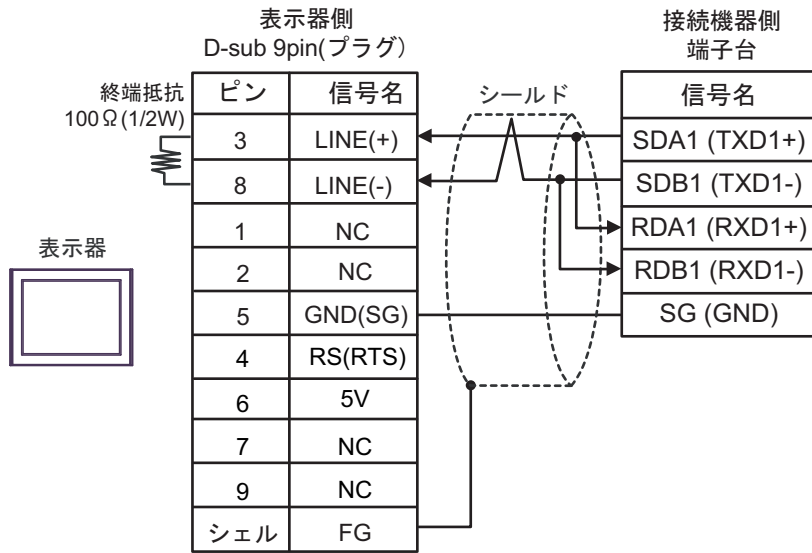 表示器側
D-sub 9pin(プラグ)
接続機器側
端子台
終端抵抗
100Ω(1/2W)
ピン 信号名
シールド
信号名
3 LINE(+)
SDA1 (TXD1+)
8 LINE(-)
SDB1 (TXD1-)
1 NC
RDA1 (RXD1+)
表示器
2 NC
RDB1 (RXD1-)
5 GND(SG)
SG (GND)
4 RS(RTS)
6 5V
7 NC
9 NC
シェル FG